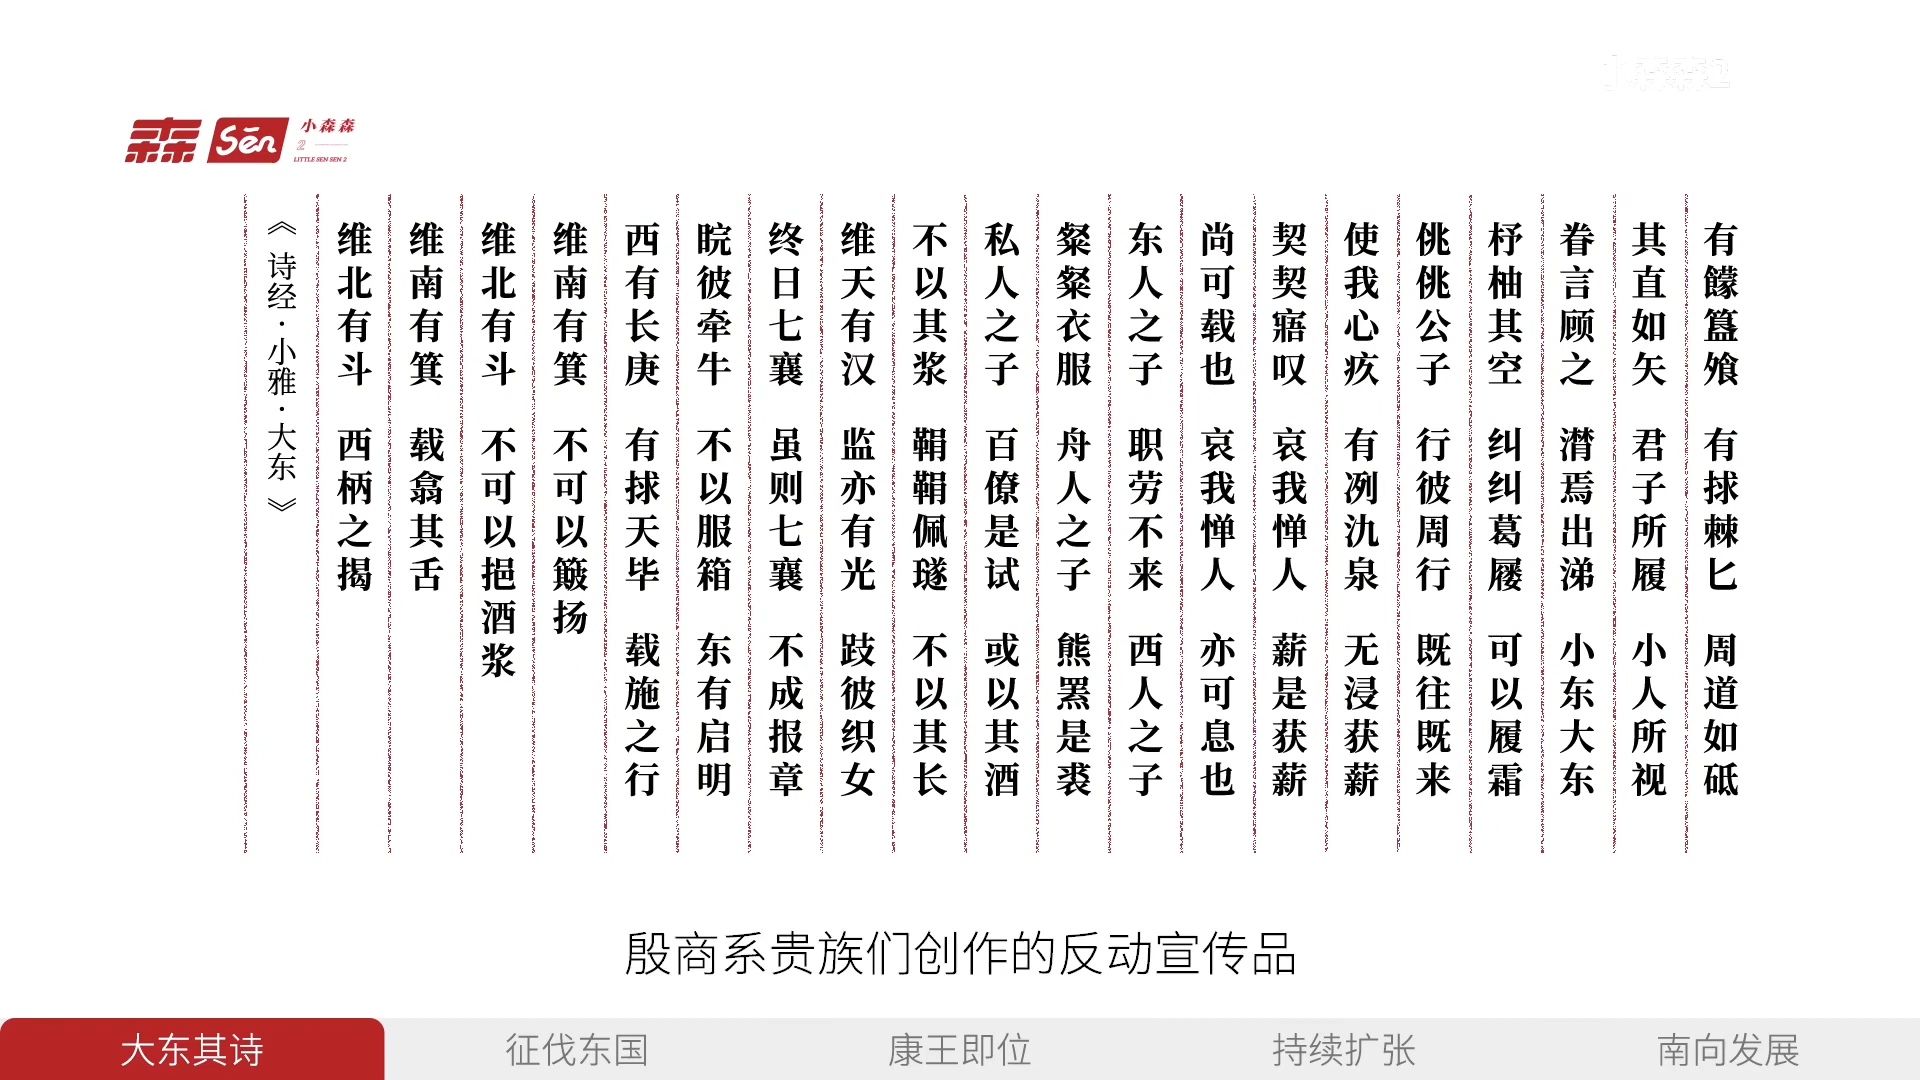 森 Sēn 小森森
2
LITTLE SEN SEN 2
有饛簋飧 有捄棘匕 周道如砥
其直如矢 君子所履 小人所视
眷言顾之 潸焉出涕 小东大东
杼柚其空 纠纠葛屦 可以履霜
佻佻公子 行彼周行 既往既来
使我心疚 有冽氿泉 无浸获薪
契契寤叹 哀我惮人 薪是获薪
尚可载也 哀我惮人 亦可息也
东人之子 职劳不来 西人之子
粲粲衣服 舟人之子 熊罴是裘
私人之子 百僚是试 或以其酒
不以其浆 鞙鞙佩璲 不以其长
维天有汉 监亦有光 跂彼织女
终日七襄 虽则七襄 不成报章
睆彼牵牛 不以服箱 东有启明
西有长庚 有捄天毕 载施之行
维南有箕 不可以簸扬
维北有斗 不可以挹酒浆
维南有箕 载翕其舌
维北有斗 西柄之揭
《诗经·小雅·大东》
殷商系贵族们创作的反动宣传品
大东其诗 征伐东国 康王即位 持续扩张 南向发展